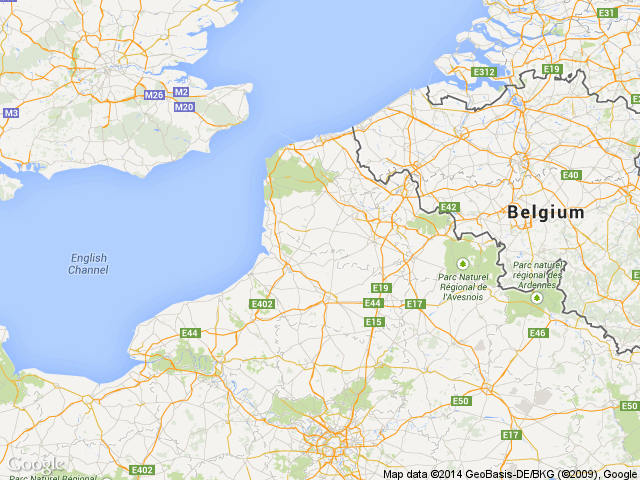 E31
E312
E19
M2
M26
M20
M3
E3
E40
E42
Belgium
English
Channel
Parc Naturel
Régional de
l'Avesnois
Parc naturel
régional des
Ardennes
E19
E402
E44
E17
E15
E44
E46
E50
E50
E17
E402
Google
Map data ©2014 GeoBasis-DE/BKG (©2009), Google